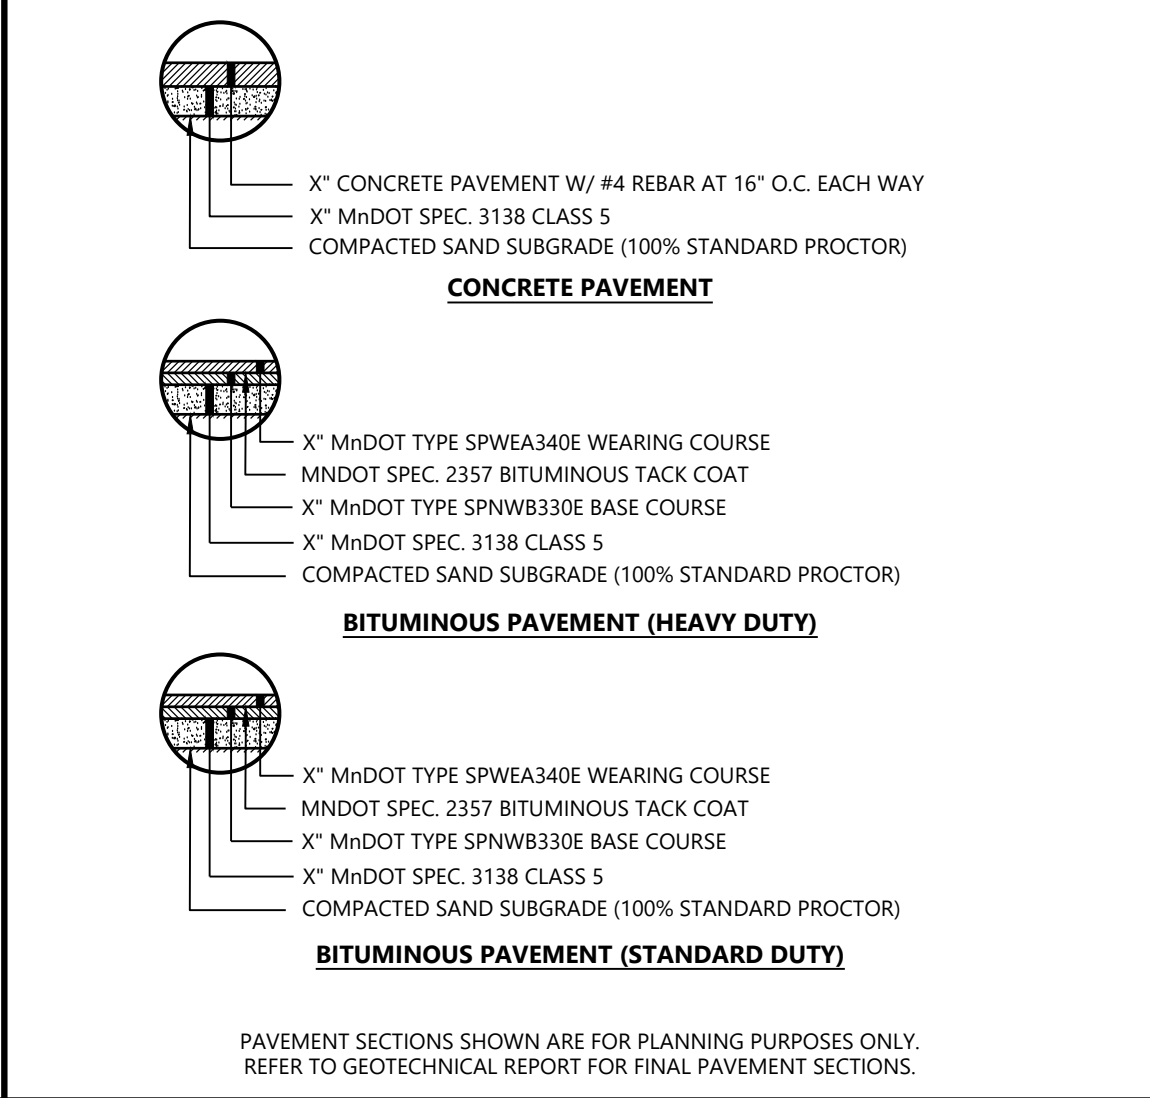 X" CONCRETE PAVEMENT W/ #4 REBAR AT 16" O.C. EACH WAY
X" MnDOT SPEC. 3138 CLASS 5
COMPACTED SAND SUBGRADE (100% STANDARD PROCTOR)
CONCRETE PAVEMENT
X" MnDOT TYPE SPWEA340E WEARING COURSE
MNDOT SPEC. 2357 BITUMINOUS TACK COAT
X" MnDOT TYPE SPNWB330E BASE COURSE
X" MnDOT SPEC. 3138 CLASS 5
COMPACTED SAND SUBGRADE (100% STANDARD PROCTOR)
BITUMINOUS PAVEMENT (HEAVY DUTY)
X" MnDOT TYPE SPWEA340E WEARING COURSE
MNDOT SPEC. 2357 BITUMINOUS TACK COAT
X" MnDOT TYPE SPNWB330E BASE COURSE
X" MnDOT SPEC. 3138 CLASS 5
COMPACTED SAND SUBGRADE (100% STANDARD PROCTOR)
BITUMINOUS PAVEMENT (STANDARD DUTY)
PAVEMENT SECTIONS SHOWN ARE FOR PLANNING PURPOSES ONLY.
REFER TO GEOTECHNICAL REPORT FOR FINAL PAVEMENT SECTIONS.